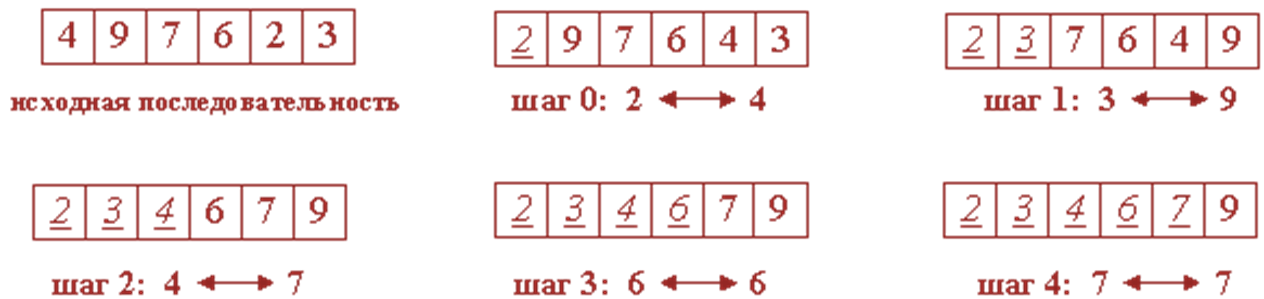 4 9 7 6 2 3
исходная последовательность
2 9 7 6 4 3
шаг 0: 2 ⟷ 4
2 3 7 6 4 9
шаг 1: 3 ⟷ 9
2 3 4 6 7 9
шаг 2: 4 ⟷ 7
2 3 4 6 7 9
шаг 3: 6 ⟷ 6
2 3 4 6 7 9
шаг 4: 7 ⟷ 7